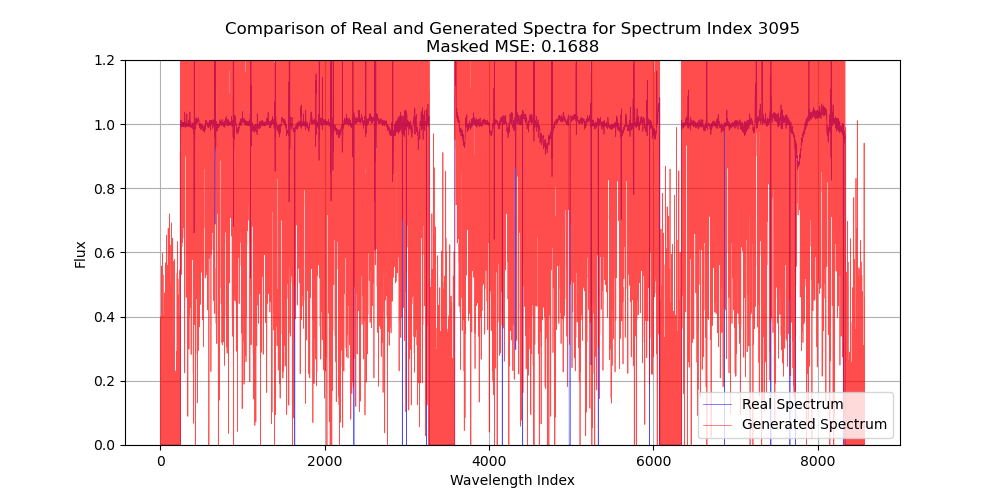 Comparison of Real and Generated Spectra for Spectrum Index 3095
Masked MSE: 0.1688
1.2
1.0
0.8
0.6
0.4
0.2
0.0
Flux
0
2000
4000
6000
8000
Wavelength Index
Real Spectrum
Generated Spectrum